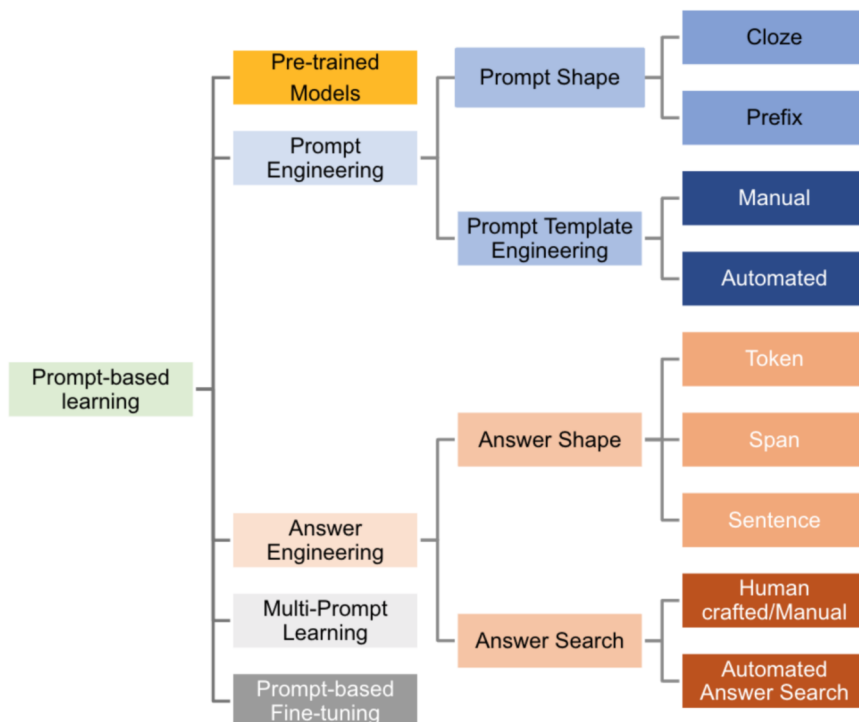 Prompt-based
learning
Pre-trained
Models
Prompt
Engineering
Prompt Shape
Cloze
Prefix
Prompt Template
Engineering
Manual
Automated
Answer
Engineering
Answer Shape
Token
Span
Sentence
Answer Search
Human
crafted/Manual
Automated
Answer Search
Multi-Prompt
Learning
Prompt-based
Fine-tuning